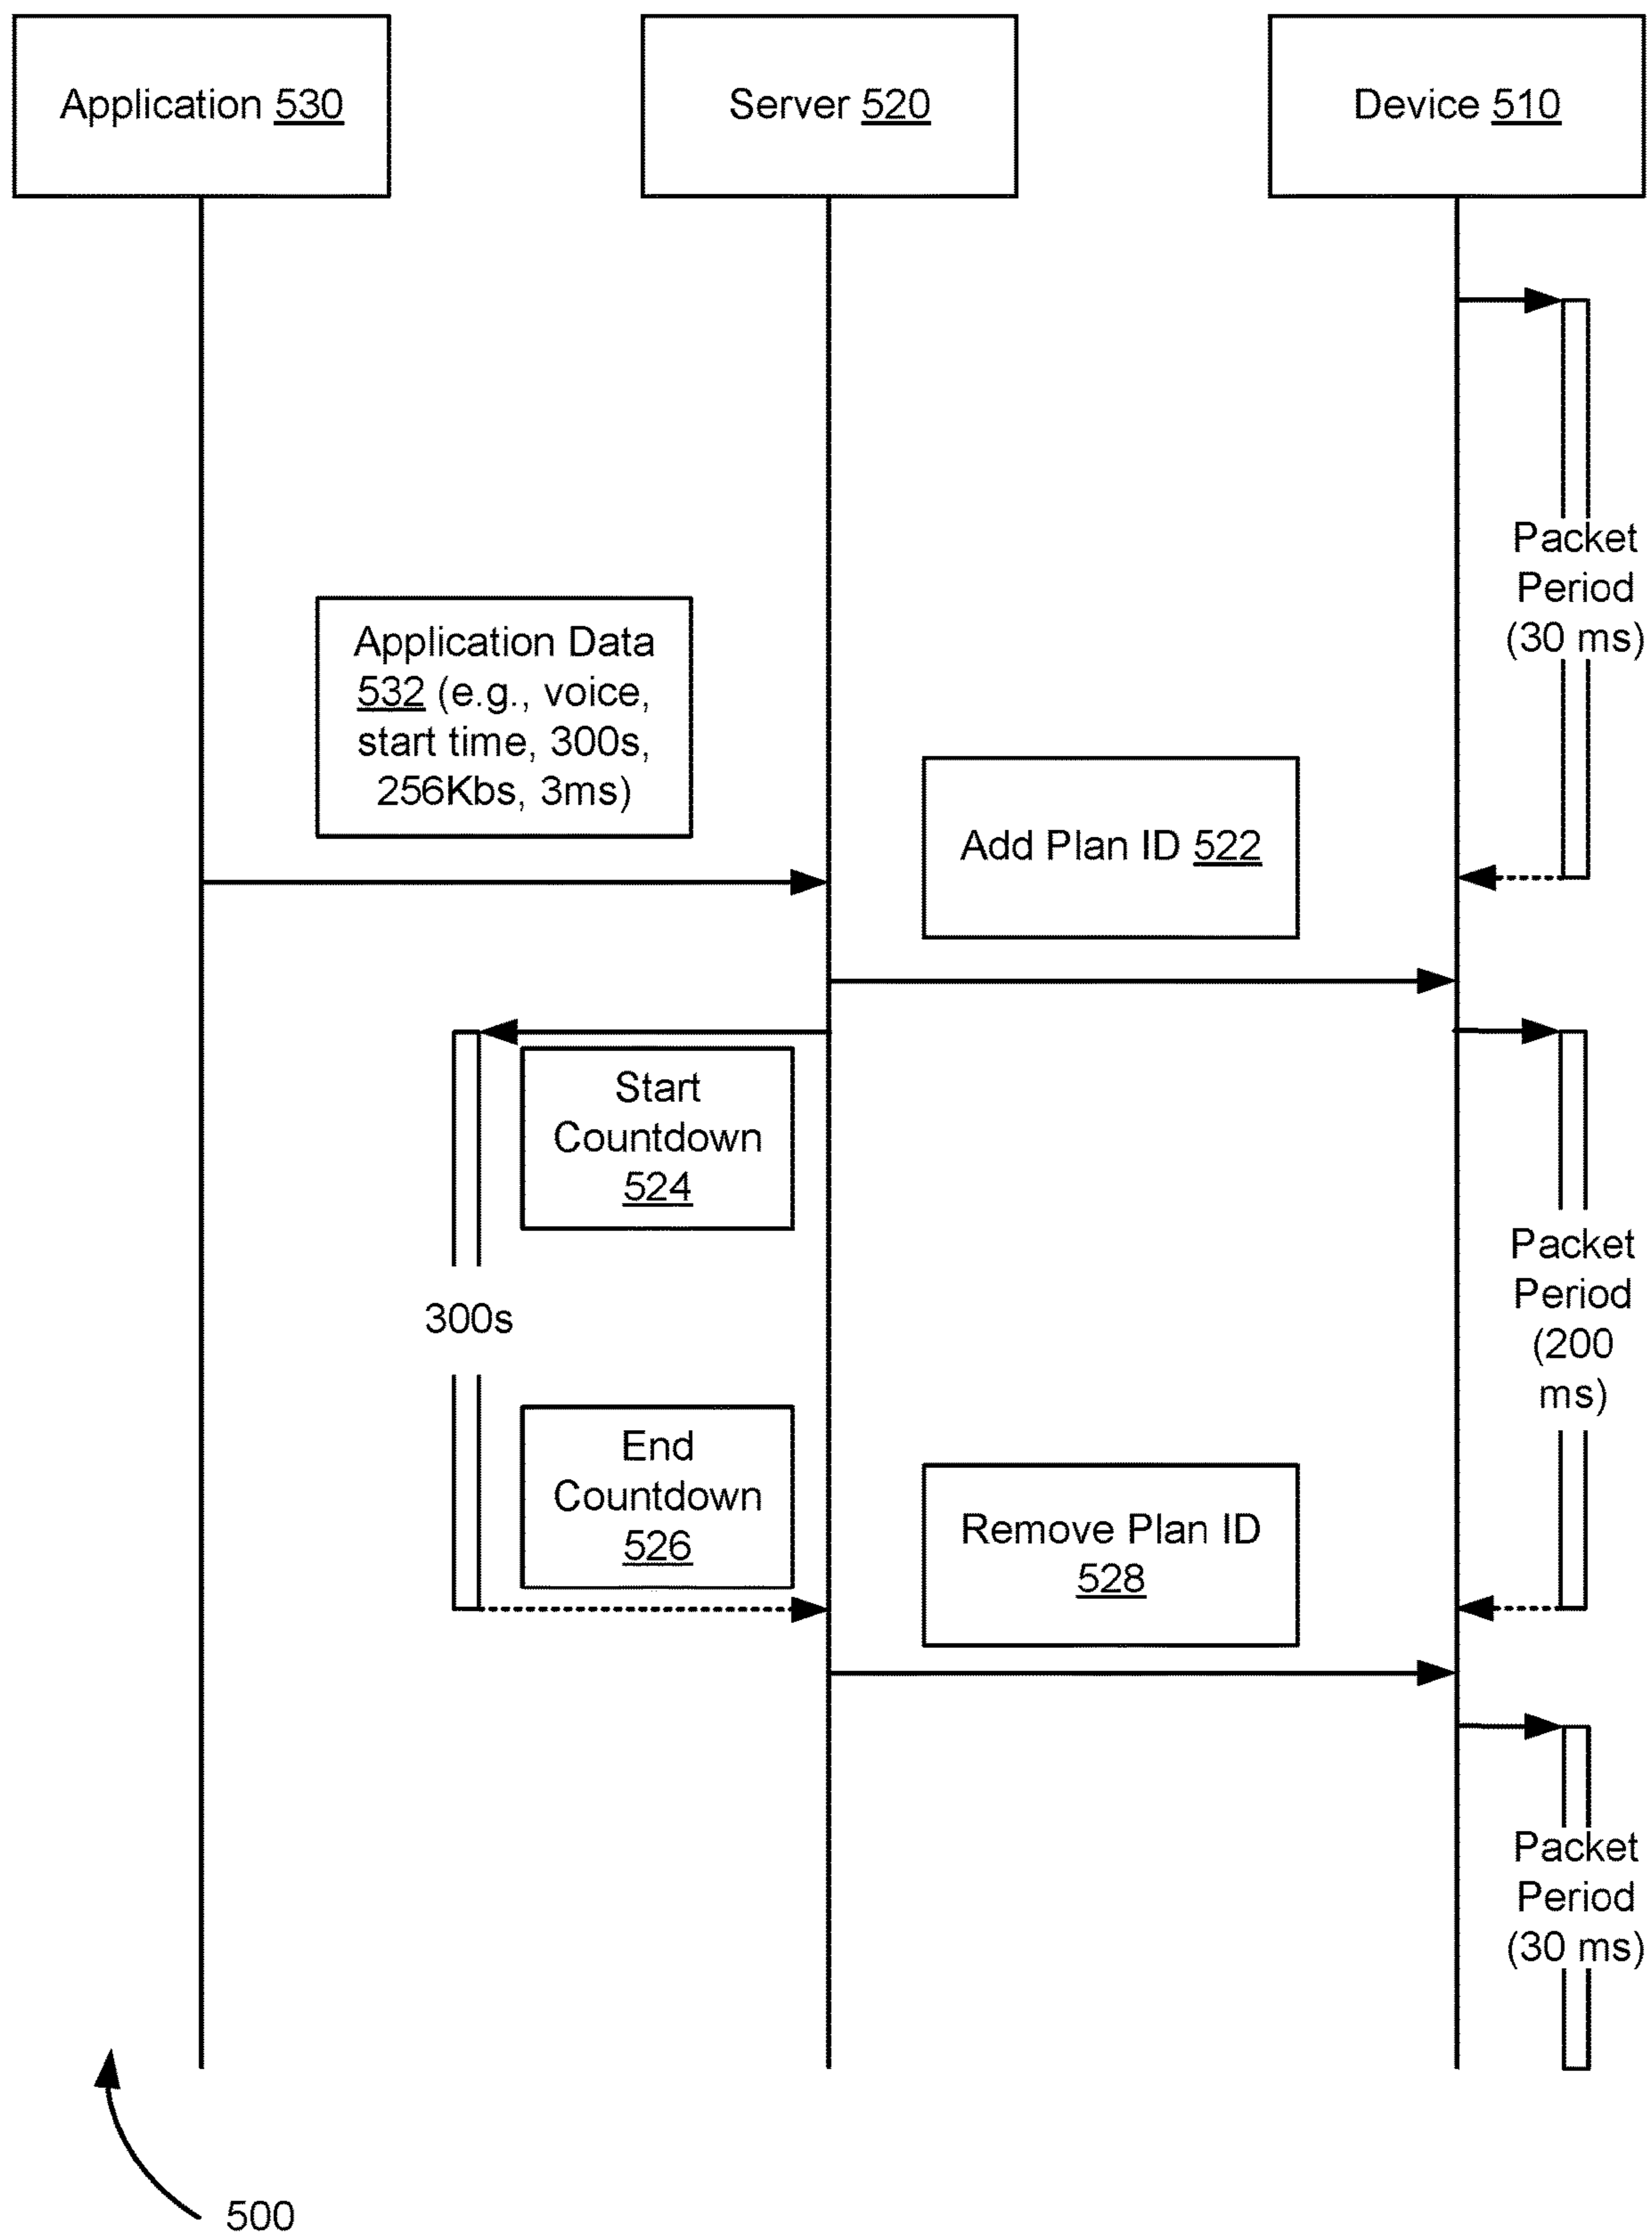 Application 530
Server 520
Device 510
Packet
Period
(30 ms)
Application Data
532 (e.g., voice,
start time, 300s,
256Kbs, 3ms)
Add Plan ID 522
Start
Countdown
524
300s
Packet
Period
(200
ms)
End
Countdown
526
Remove Plan ID
528
Packet
Period
(30 ms)
500